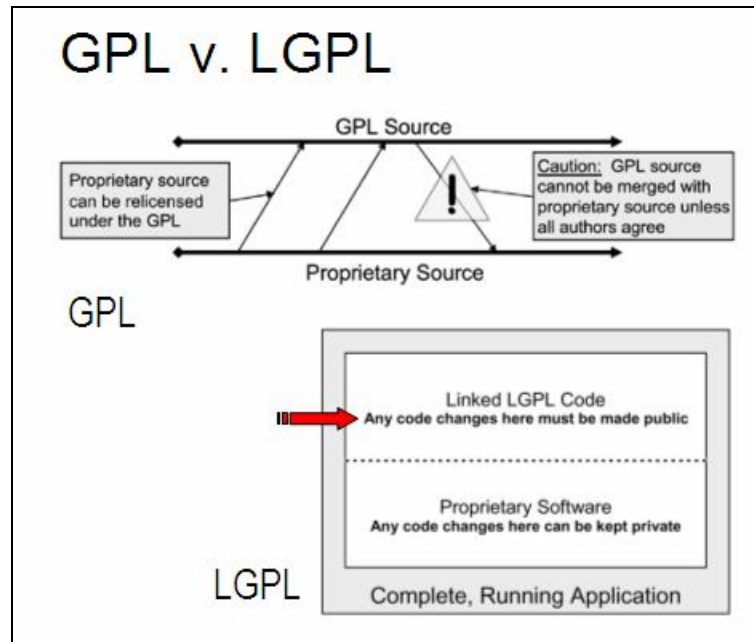 GPL v. LGPL
GPL Source
Proprietary source
can be relicensed
under the GPL
!
Caution: GPL source
cannot be merged with
proprietary source unless
all authors agree
Proprietary Source
GPL
Linked LGPL Code
Any code changes here must be made public
Proprietary Software
Any code changes here can be kept private
LGPL
Complete, Running Application